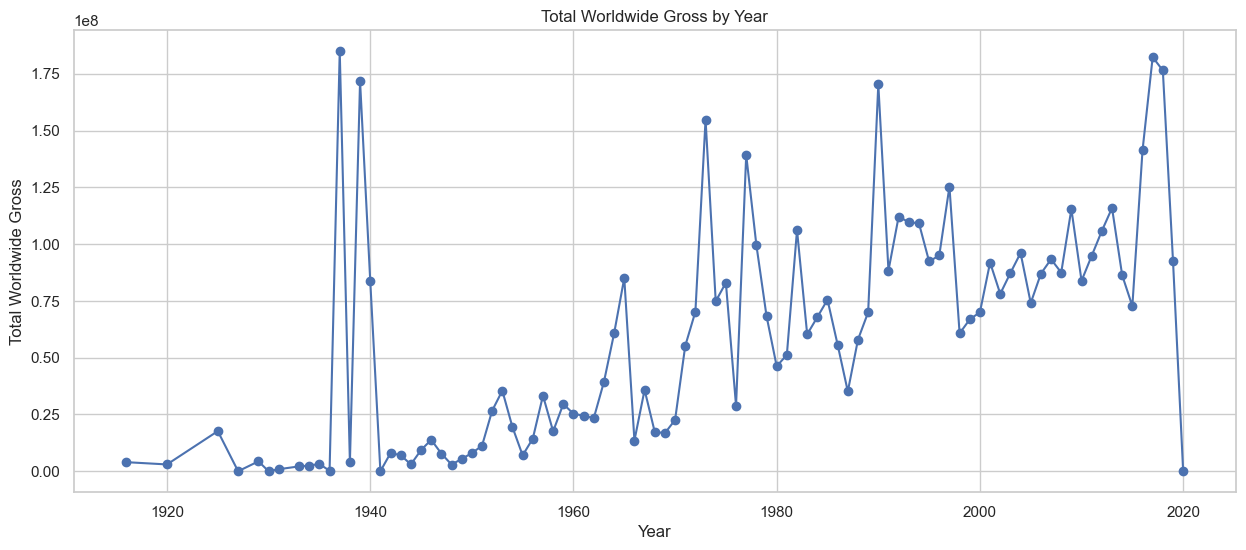 Total Worldwide Gross by Year
1e8
1.75
1.50
1.25
1.00
0.75
0.50
0.25
0.00
Total Worldwide Gross
1920 1940 1960 1980 2000 2020
Year